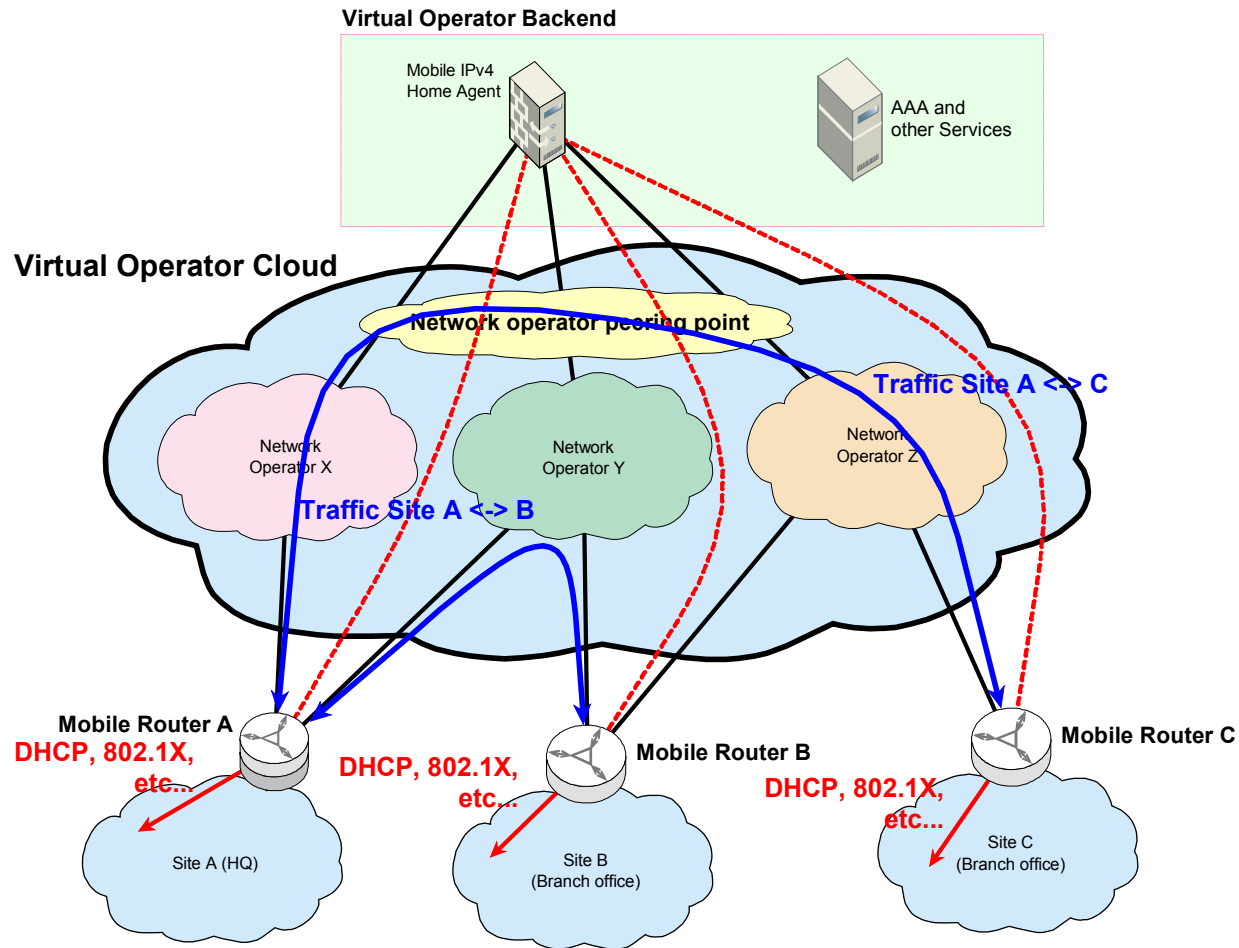 Virtual Operator Backend
Mobile IPv4
Home Agent
AAA and
other Services
Virtual Operator Cloud
Network operator peering point
Traffic Site A <-> C
Network
Operator X
Network
Operator Y
Network
Operator Z
Traffic Site A <-> B
Mobile Router A
DHCP, 802.1X,
etc...
Mobile Router B
DHCP, 802.1X,
etc...
Mobile Router C
DHCP, 802.1X,
etc...
Site A (HQ)
Site B
(Branch office)
Site C
(Branch office)